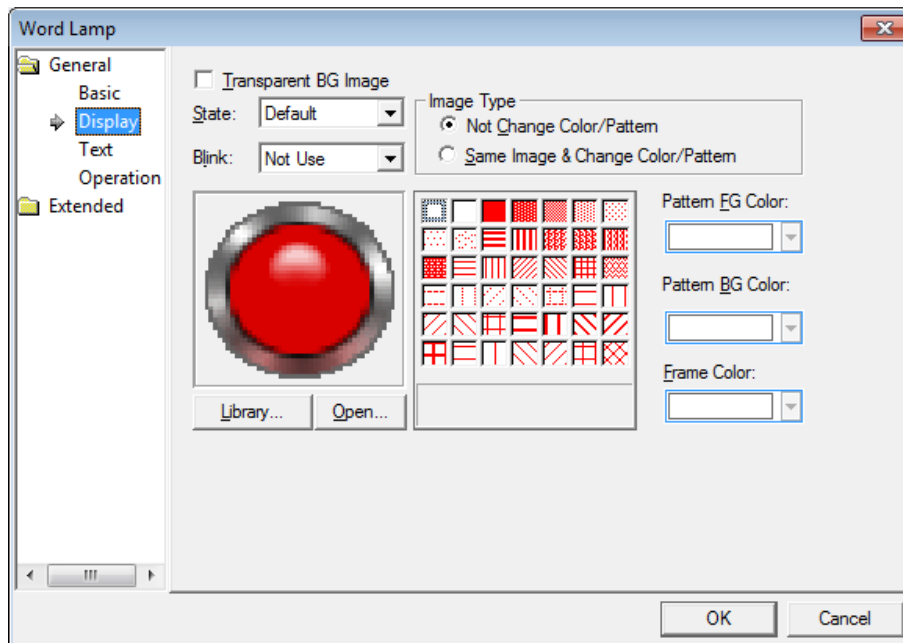 Word Lamp
General
Basic
Display
Text
Operation
Extended
Transparent BG Image
State: Default
Blink: Not Use
Image Type
Not Change Color/Pattern
Same Image & Change Color/Pattern
Pattern FG Color:
Pattern BG Color:
Frame Color:
Library... Open...
OK Cancel